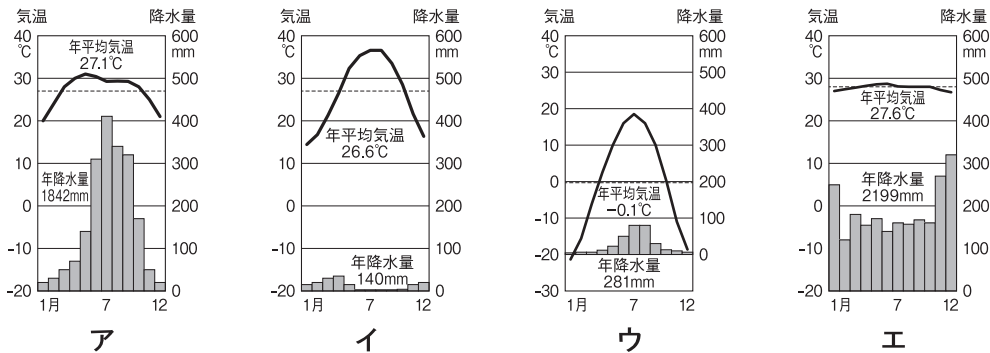 気温 降水量
40 600
℃ mm
年平均気温
27.1℃
30 500
20 400
10 300
年降水量
1842mm
0 200
-10 100
-20 0
1月 7 12
ア
気温 降水量
40 600
℃ mm
30 500
20 400
年平均気温
26.6℃
10 300
0 200
-10 100
年降水量
140mm
-20 0
1月 7 12
イ
気温 降水量
40 600
℃ mm
30 500
20 400
10 300
0 200
年平均気温
-0.1℃
-10 100
-20 0
年降水量
281mm
-30
1月 7 12
ウ
気温 降水量
40 600
℃ mm
30 500
年平均気温
27.6℃
20 400
10 300
年降水量
2199mm
0 200
-10 100
-20 0
1月 7 12
エ